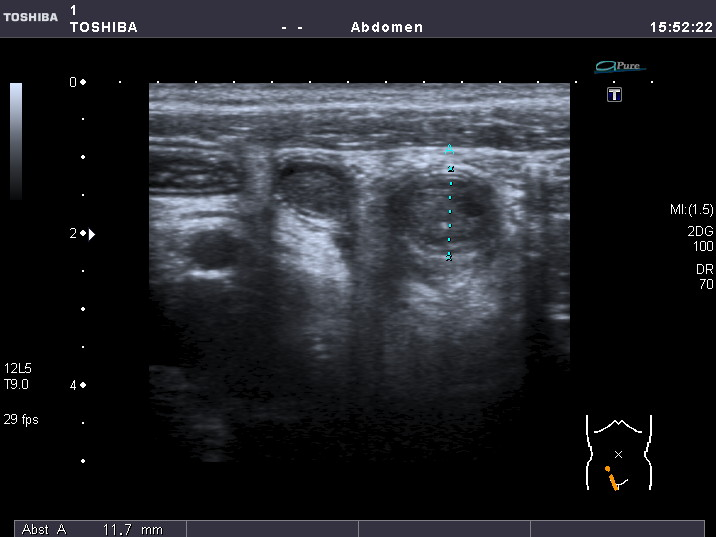 TOSHIBA
1
TOSHIBA - - Abdomen 15:52:22
APure
T
0
2
4
MI:(1.5)
2DG
100
DR
70
12L5
T9.0
29 fps
Abst A 11.7 mm